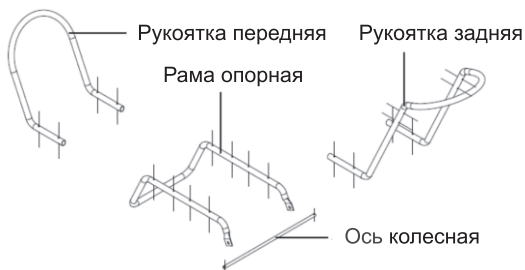 Рукоятка передняя
Рукоятка задняя
Рама опорная
Ось колесная